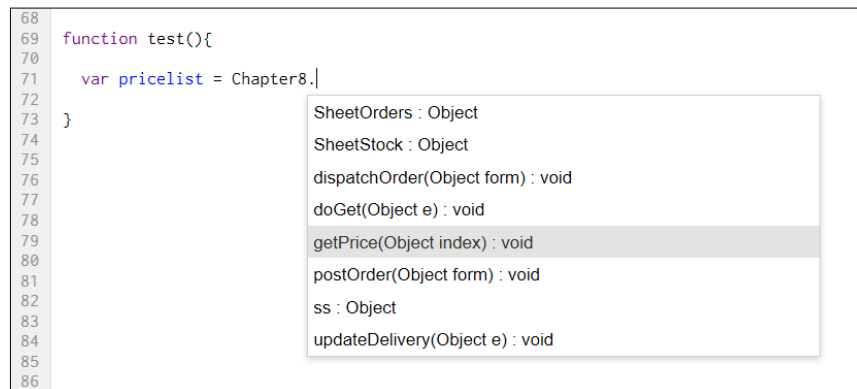 68
69 function test(){
70
71 var pricelist = Chapter8.
72
73 }
74
75
76
77
78
79
80
81
82
83
84
85
86
SheetOrders : Object
SheetStock : Object
dispatchOrder(Object form) : void
doGet(Object e) : void
getPrice(Object index) : void
postOrder(Object form) : void
ss : Object
updateDelivery(Object e) : void